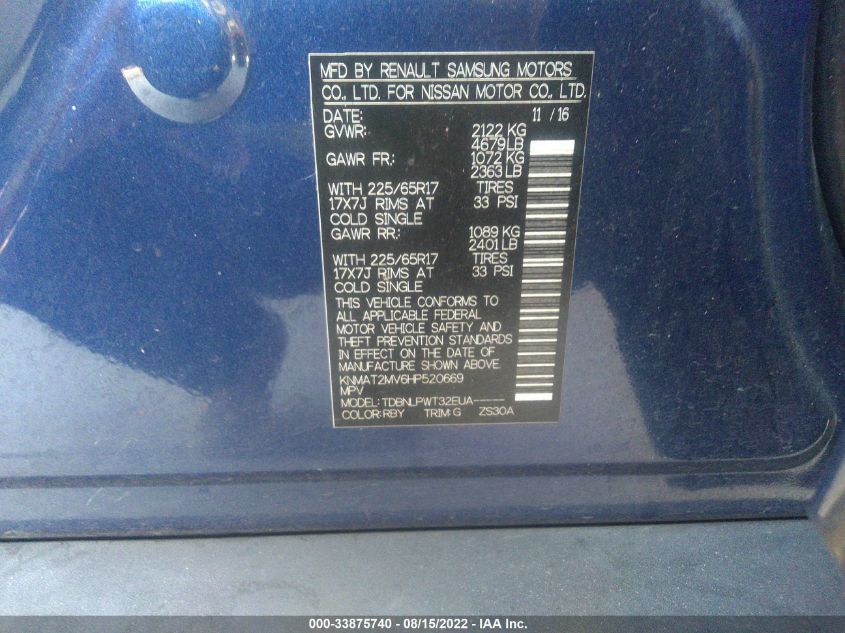 MFD BY RENAULT SAMSUNG MOTORS
CO., LTD. FOR NISSAN MOTOR CO., LTD.
DATE: 11 / 16
GVWR: 2122 KG
4679 LB
GAWR FR.: 1072 KG
2363 LB
WITH 225/65R17 TIRES
17X7J RIMS AT 33 PSI
COLD SINGLE
GAWR RR.: 1089 KG
2401 LB
WITH 225/65R17 TIRES
17X7J RIMS AT 33 PSI
COLD SINGLE
THIS VEHICLE CONFORMS TO
ALL APPLICABLE FEDERAL
MOTOR VEHICLE SAFETY AND
THEFT PREVENTION STANDARDS
IN EFFECT ON THE DATE OF
MANUFACTURE SHOWN ABOVE.
KNMAT2MV6HP520669
MPV
MODEL: TDBNLPWT32EUA-----
COLOR: RBY TRIM: G ZS30A
000-33875740 - 08/15/2022 - IAA Inc.